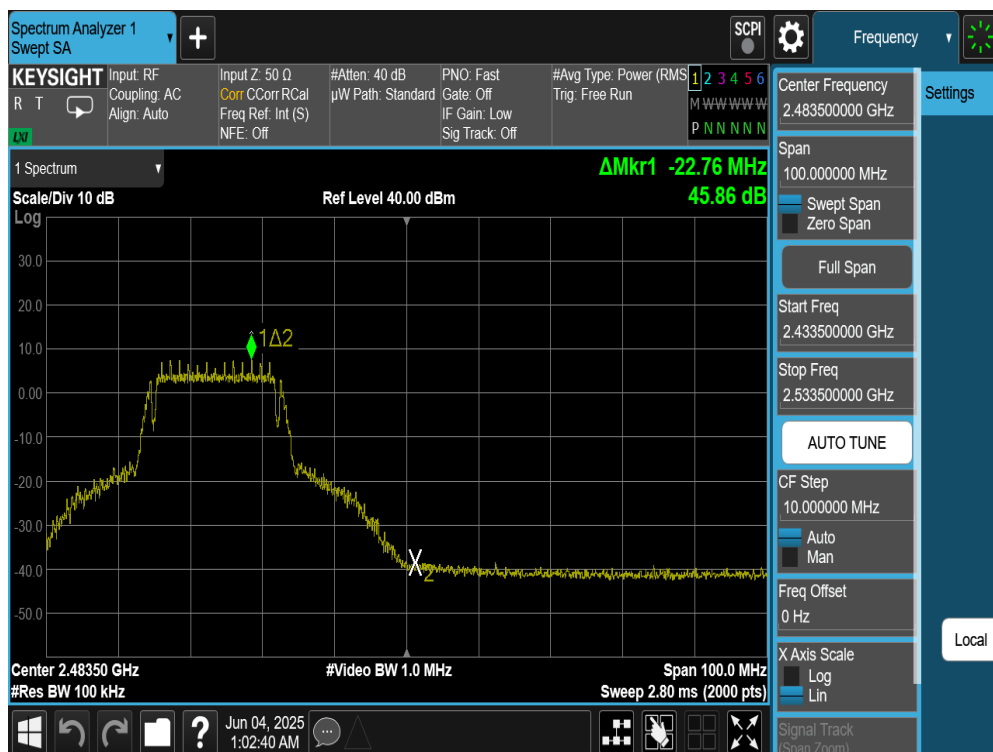 Spectrum Analyzer 1
Swept SA
+
SCPI
Frequency
KEYSIGHT
R T
LXI
Input: RF
Coupling: AC
Align: Auto
Input Z: 50 Ω
Corr CCorr RCal
Freq Ref: Int (S)
NFE: Off
#Atten: 40 dB
µW Path: Standard
PNO: Fast
Gate: Off
IF Gain: Low
Sig Track: Off
#Avg Type: Power (RMS
Trig: Free Run
1 2 3 4 5 6
M W W W W W
P N N N N N
1 Spectrum
ΔMkr1 -22.76 MHz
Scale/Div 10 dB
Ref Level 40.00 dBm
45.86 dB
Log
30.0
20.0
10.0
0.00
-10.0
-20.0
-30.0
-40.0
-50.0
1Δ2
X2
Center 2.48350 GHz
#Video BW 1.0 MHz
Span 100.0 MHz
#Res BW 100 kHz
Sweep 2.80 ms (2000 pts)
?
Jun 04, 2025
1:02:40 AM
Center Frequency
2.483500000 GHz
Span
100.000000 MHz
Swept Span
Zero Span
Full Span
Start Freq
2.433500000 GHz
Stop Freq
2.533500000 GHz
AUTO TUNE
CF Step
10.000000 MHz
Auto
Man
Freq Offset
0 Hz
X Axis Scale
Log
Lin
Signal Track
(Span Zoom)
Settings
Local